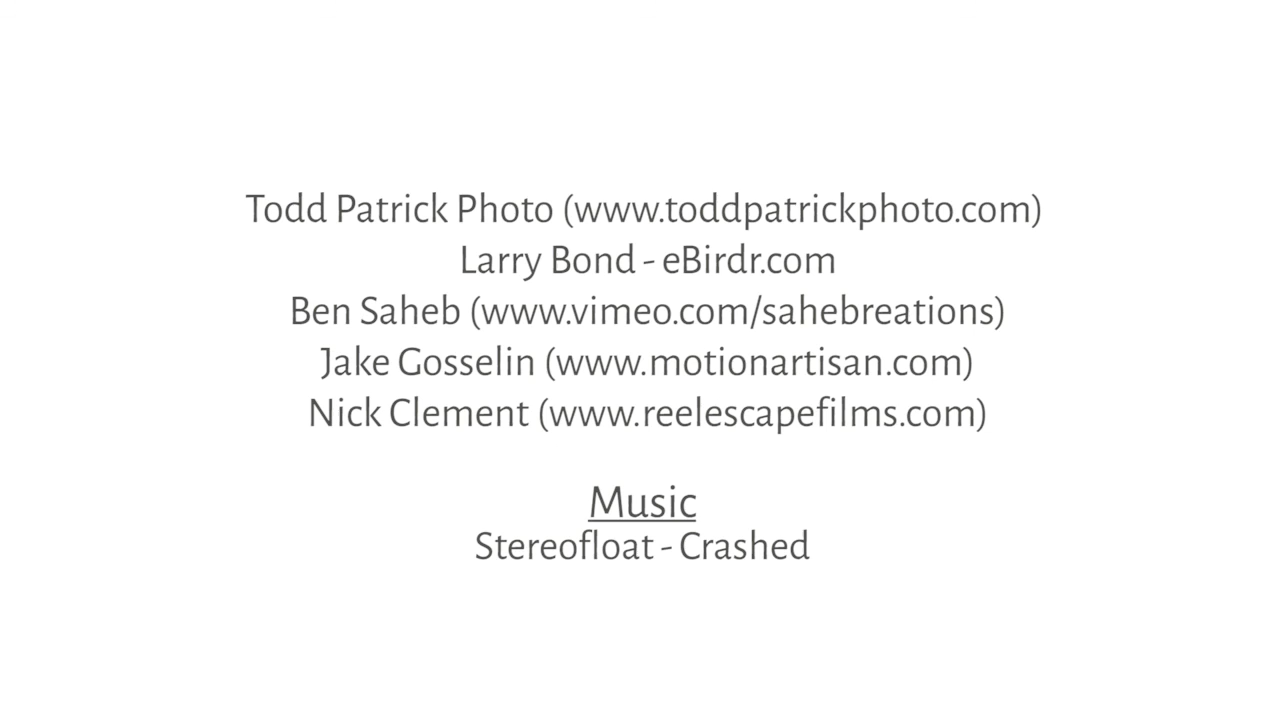 Todd Patrick Photo (www.toddpatrickphoto.com)
Larry Bond - eBirdr.com
Ben Saheb (www.vimeo.com/sahebreations)
Jake Gosselin (www.motionartisan.com)
Nick Clement (www.reelescapefilms.com)
Music
Stereofloat - Crashed